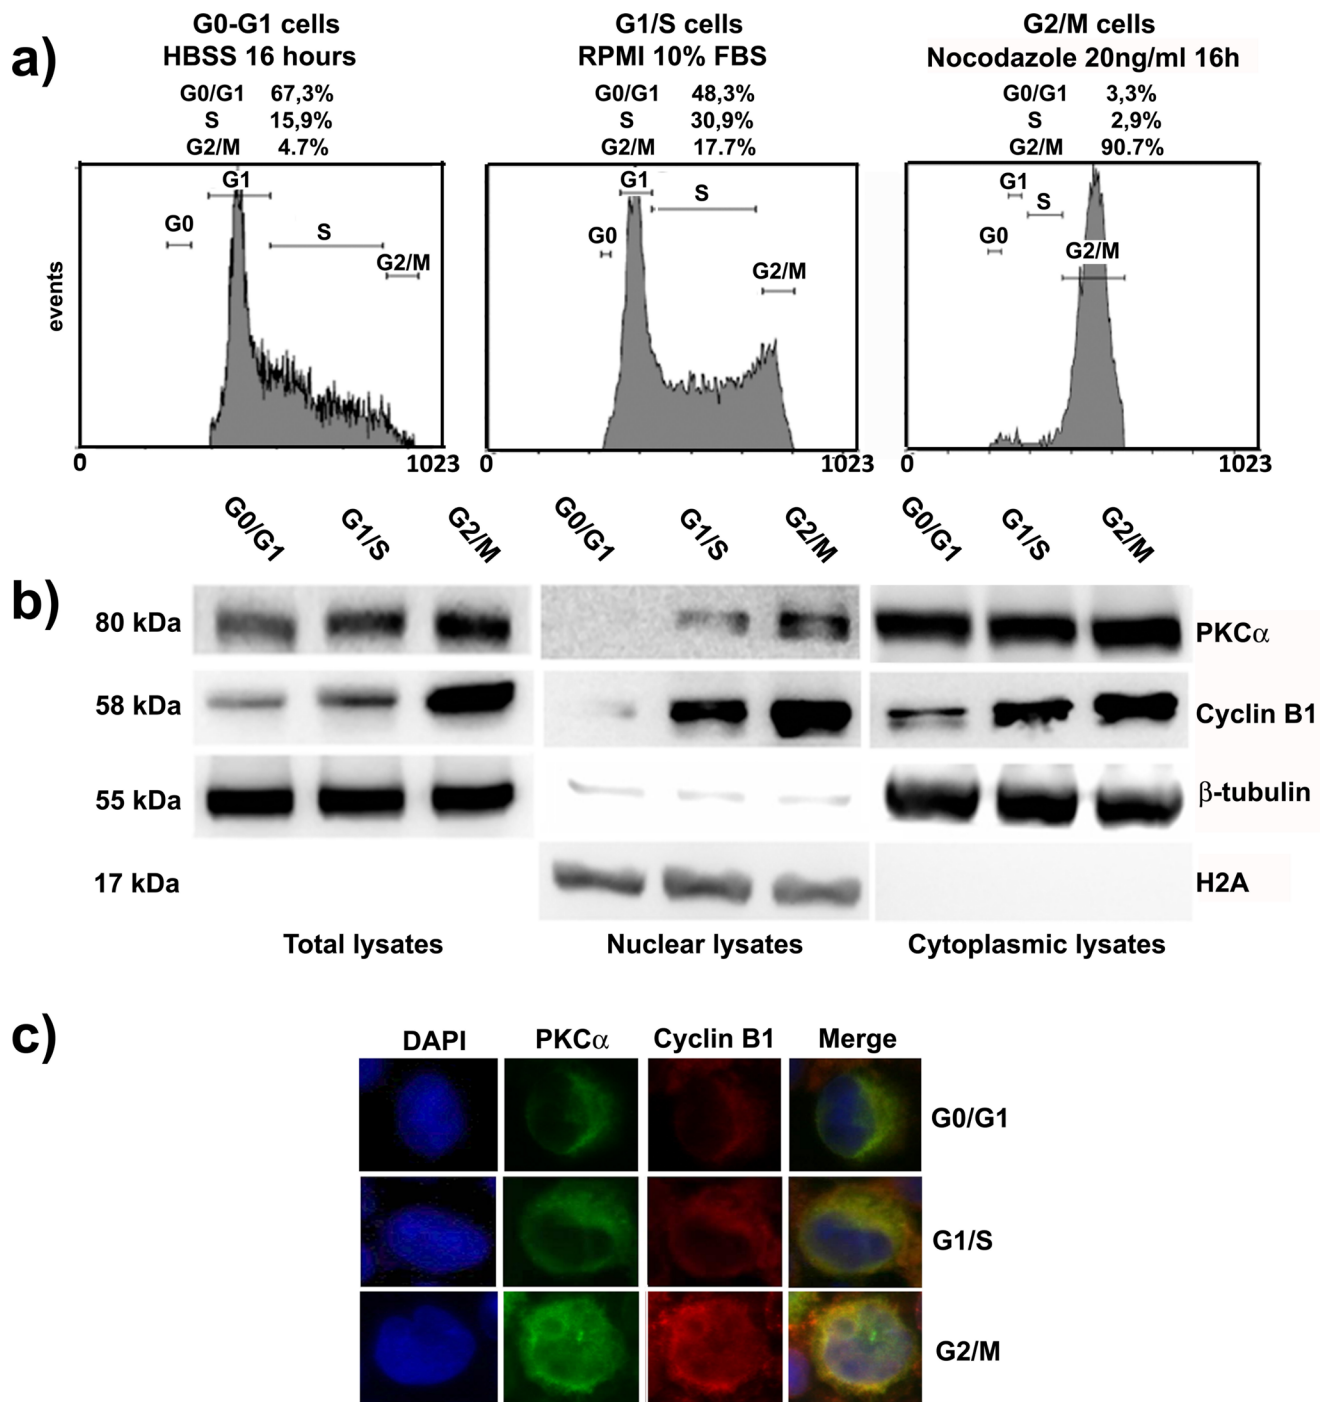 a)
G0-G1 cells
HBSS 16 hours
G0/G1 67,3%
S 15,9%
G2/M 4.7%
G1/S cells
RPMI 10% FBS
G0/G1 48,3%
S 30,9%
G2/M 17.7%
G2/M cells
Nocodazole 20ng/ml 16h
G0/G1 3,3%
S 2,9%
G2/M 90.7%
events
G1
G0
S
G2/M
0 1023
G1
S
G0
G2/M
0 1023
G1
S
G0
G2/M
0 1023
b)
G0/G1 G1/S G2/M G0/G1 G1/S G2/M G0/G1 G1/S G2/M
80 kDa PKCα
58 kDa Cyclin B1
55 kDa β-tubulin
17 kDa H2A
Total lysates Nuclear lysates Cytoplasmic lysates
c)
DAPI PKCα Cyclin B1 Merge
G0/G1
G1/S
G2/M